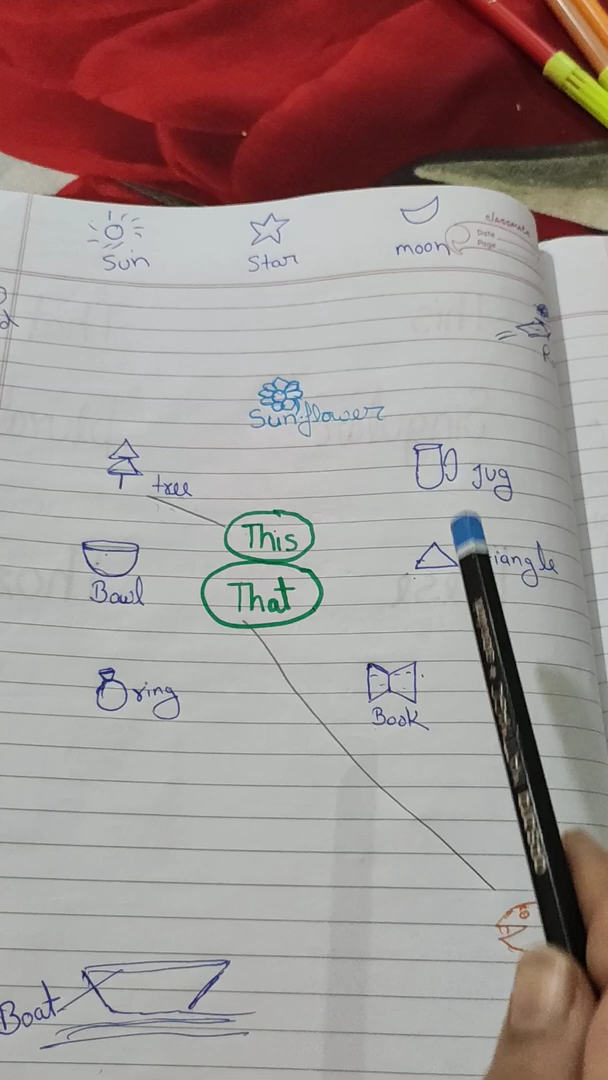 Sun
Star
moon
classmate
Date
Page
Sunflower
tree
Jug
This
iangle
Bowl
That
ring
Book
Boat